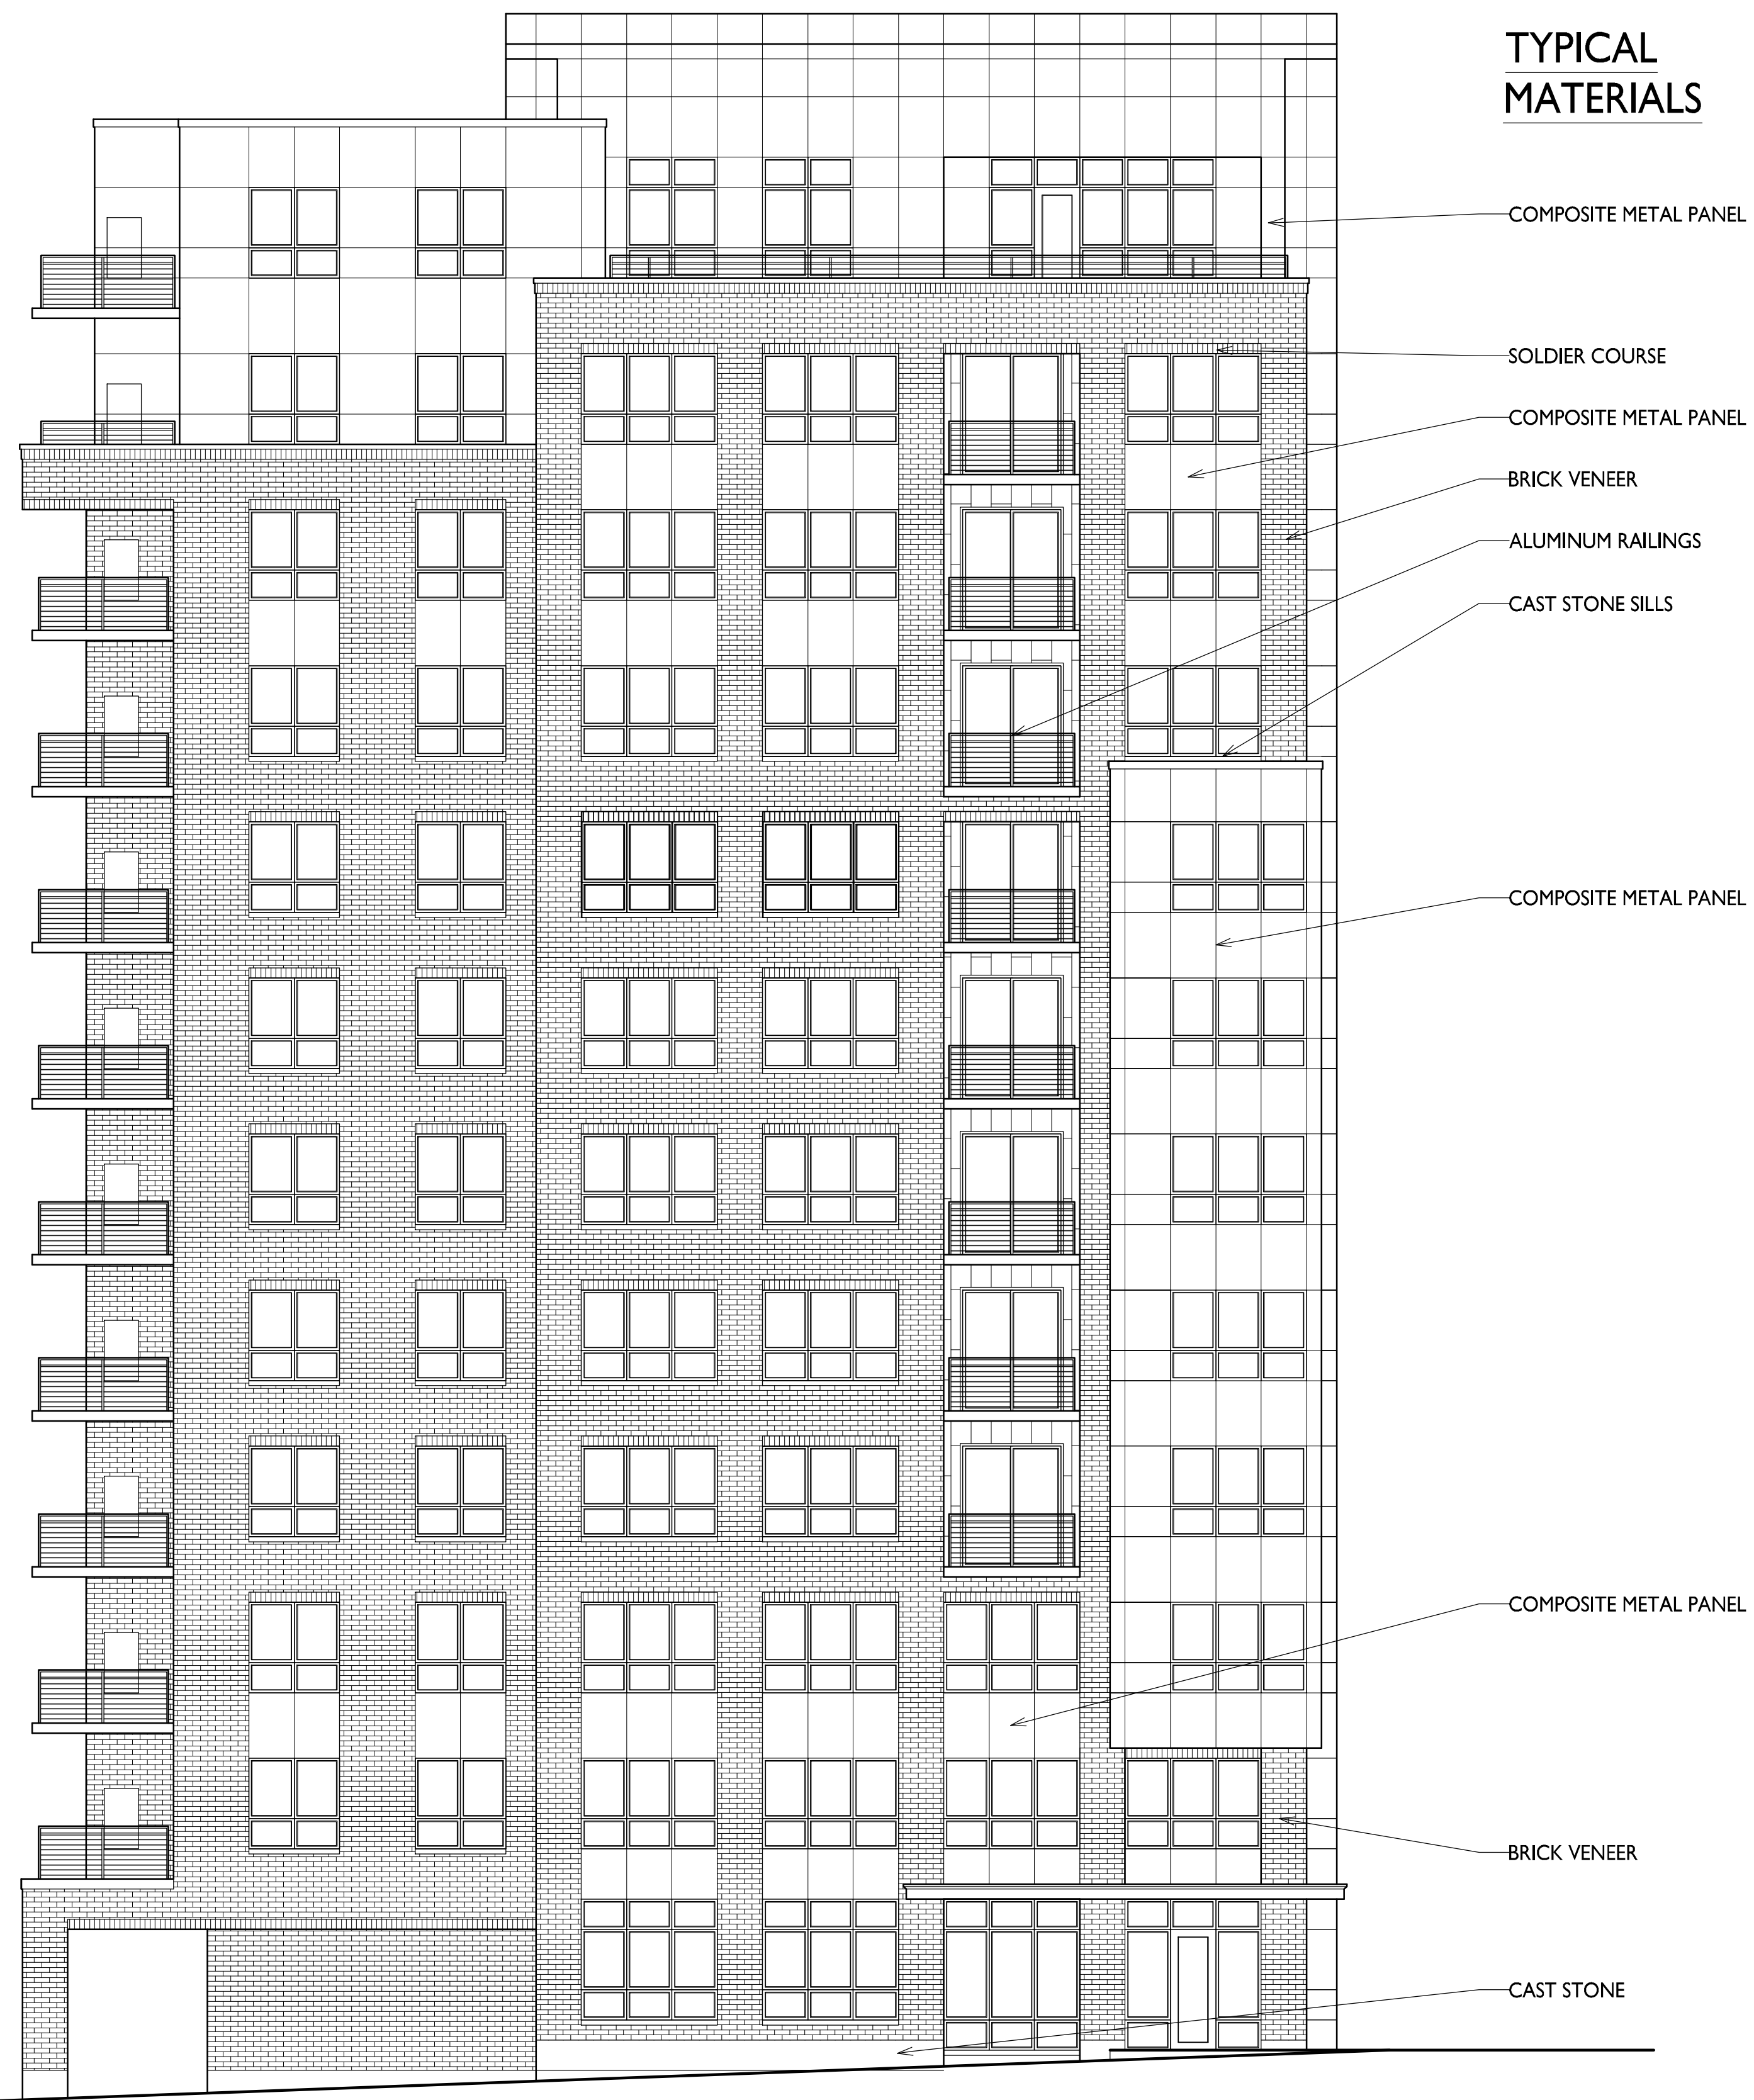 TYPICAL
MATERIALS
COMPOSITE METAL PANEL
SOLDIER COURSE
COMPOSITE METAL PANEL
BRICK VENEER
ALUMINUM RAILINGS
CAST STONE SILLS
COMPOSITE METAL PANEL
COMPOSITE METAL PANEL
BRICK VENEER
CAST STONE